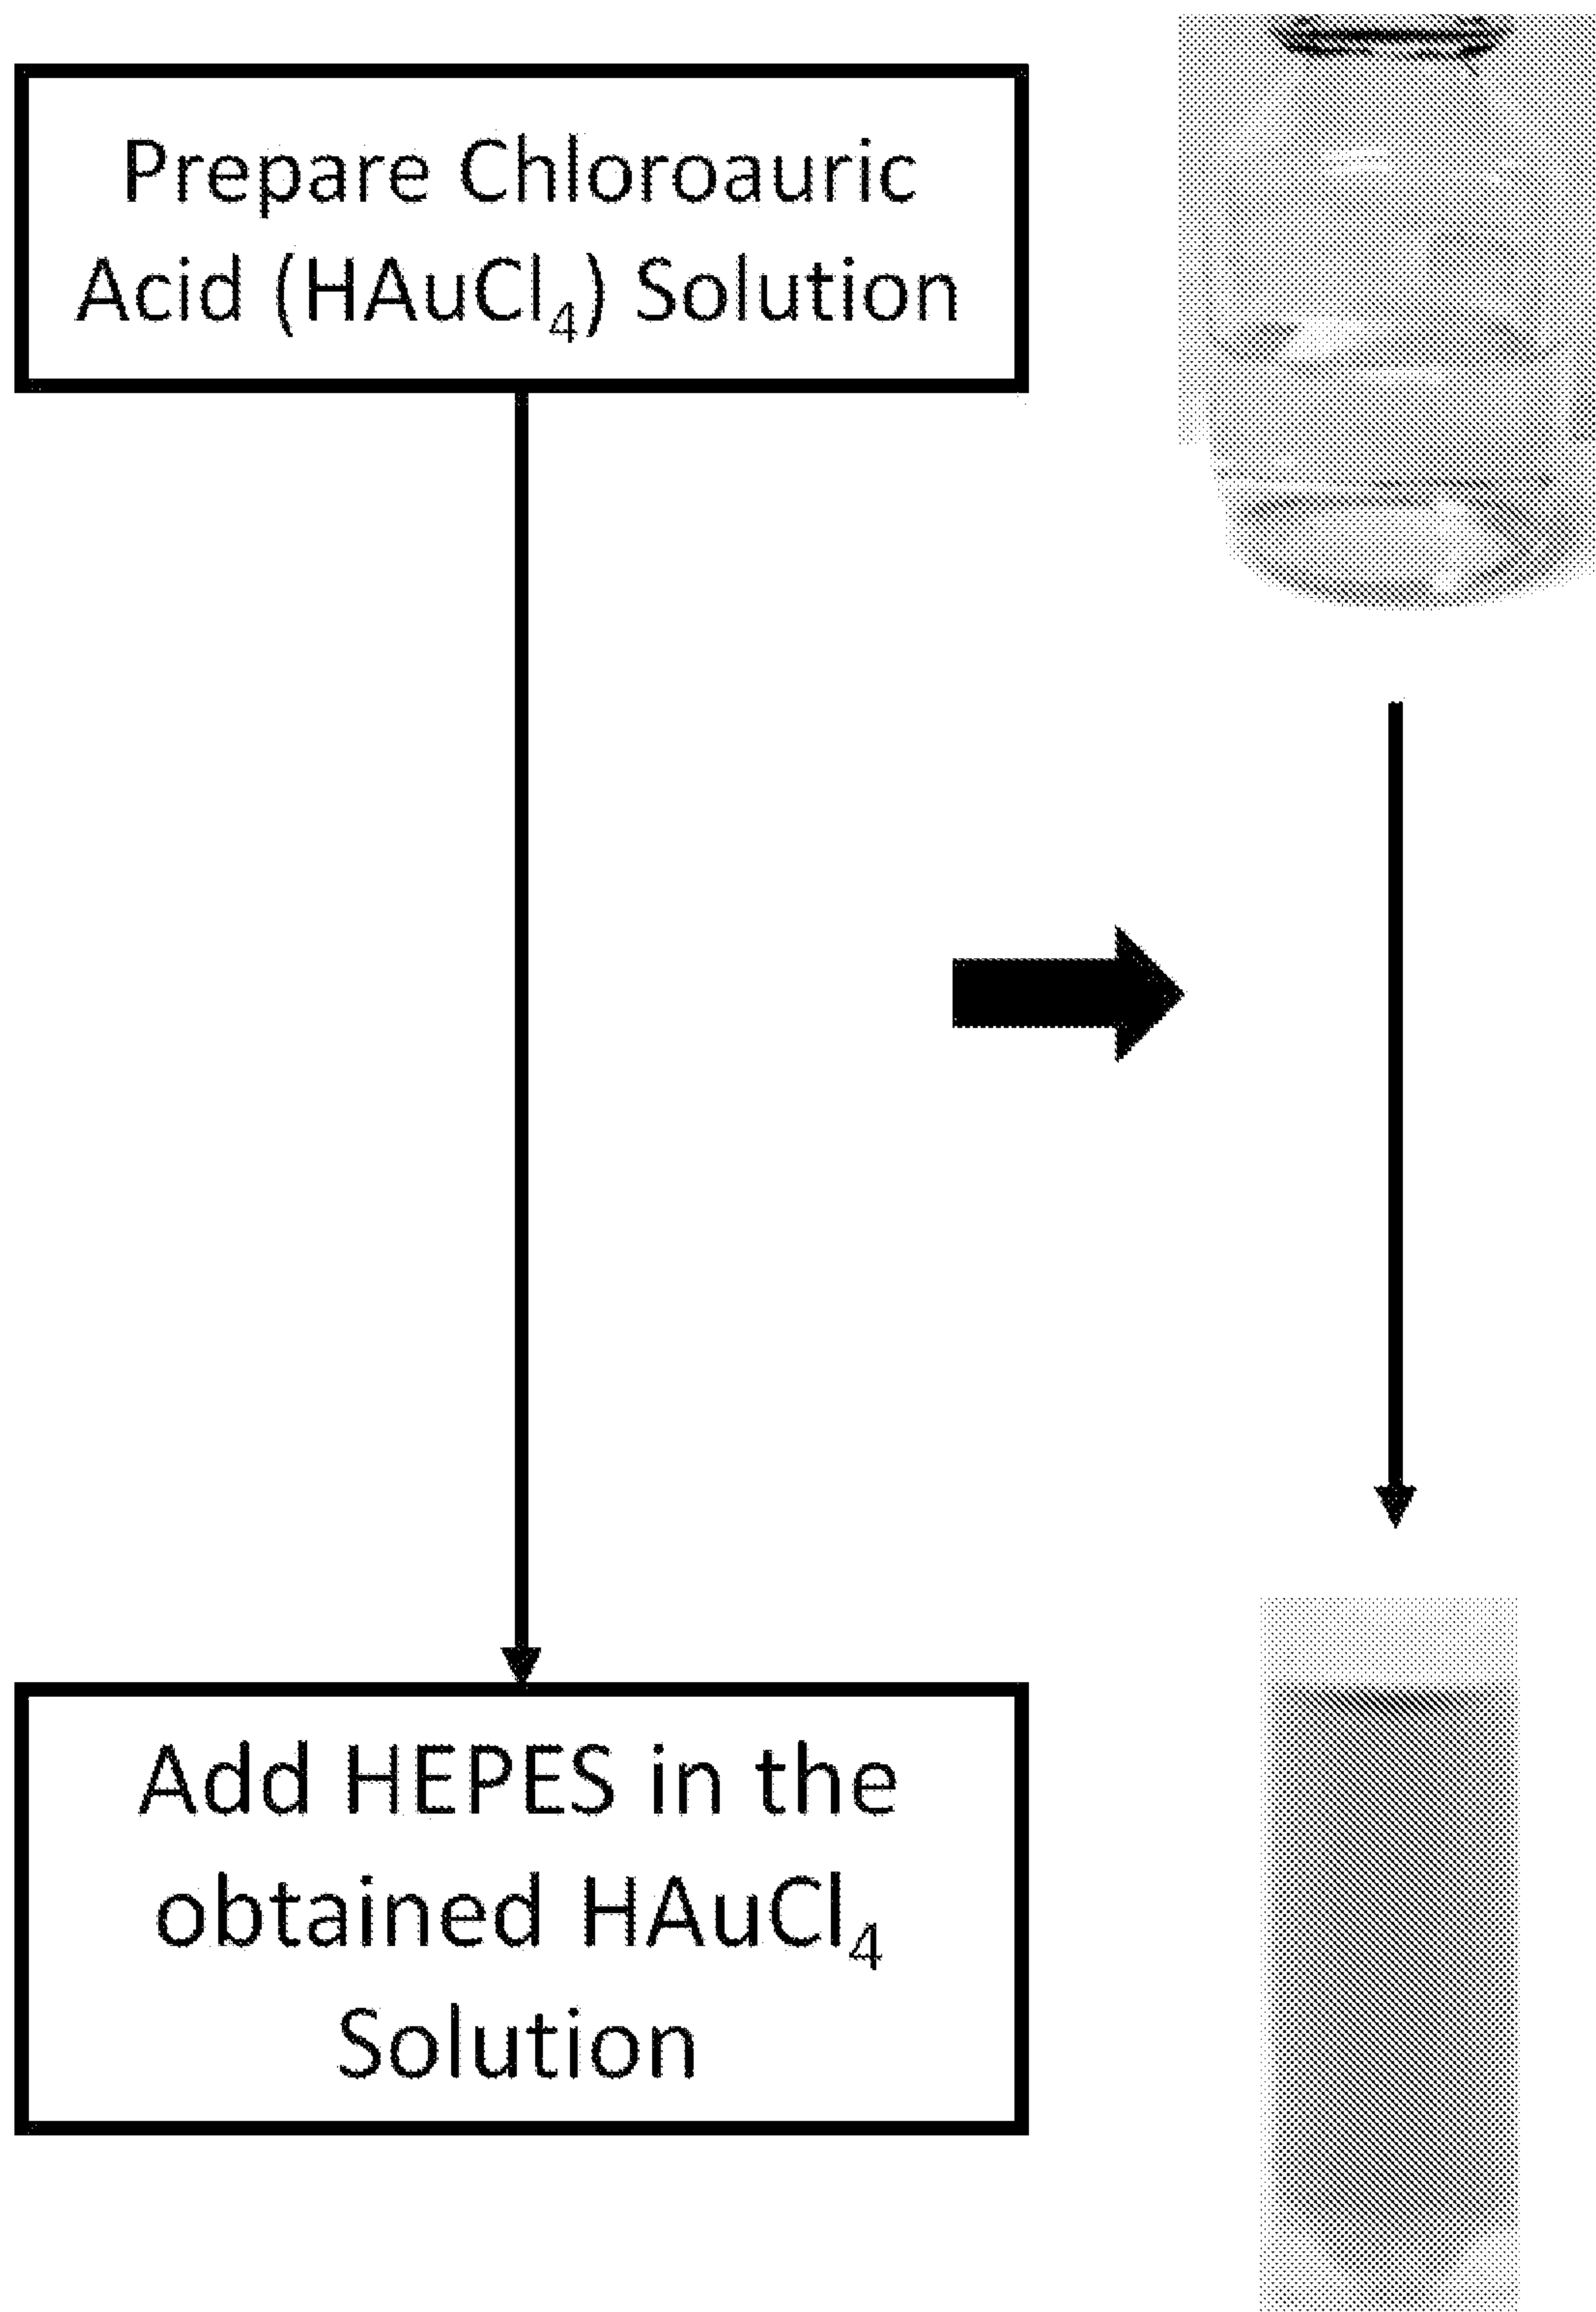 Prepare Chloroauric
Acid (HAuCl₄) Solution
Add HEPES in the
obtained HAuCl₄
Solution